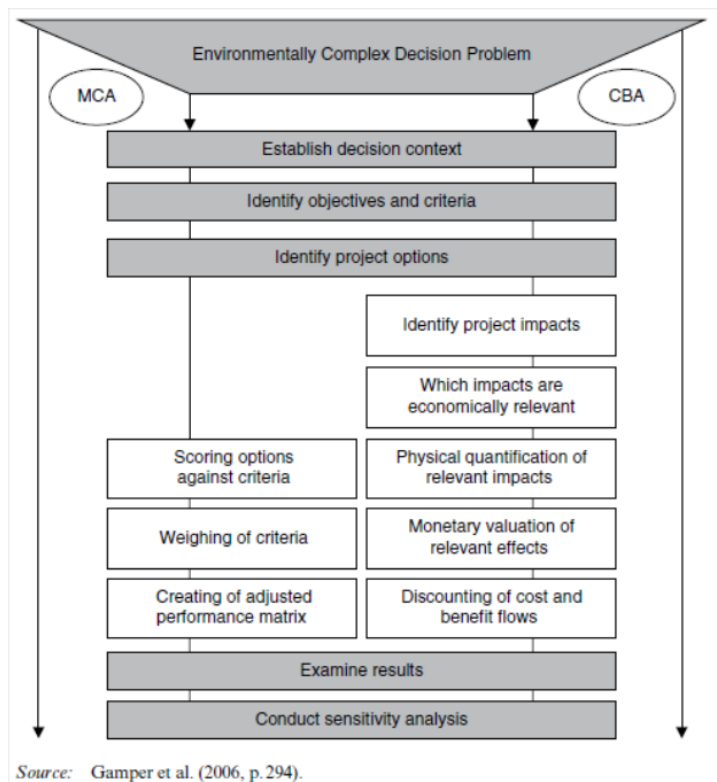 Environmentally Complex Decision Problem
MCA
CBA
Establish decision context
Identify objectives and criteria
Identify project options
Identify project impacts
Which impacts are
economically relevant
Scoring options
against criteria
Physical quantification of
relevant impacts
Weighing of criteria
Monetary valuation of
relevant effects
Creating of adjusted
performance matrix
Discounting of cost and
benefit flows
Examine results
Conduct sensitivity analysis
Source: Gamper et al. (2006, p.294).